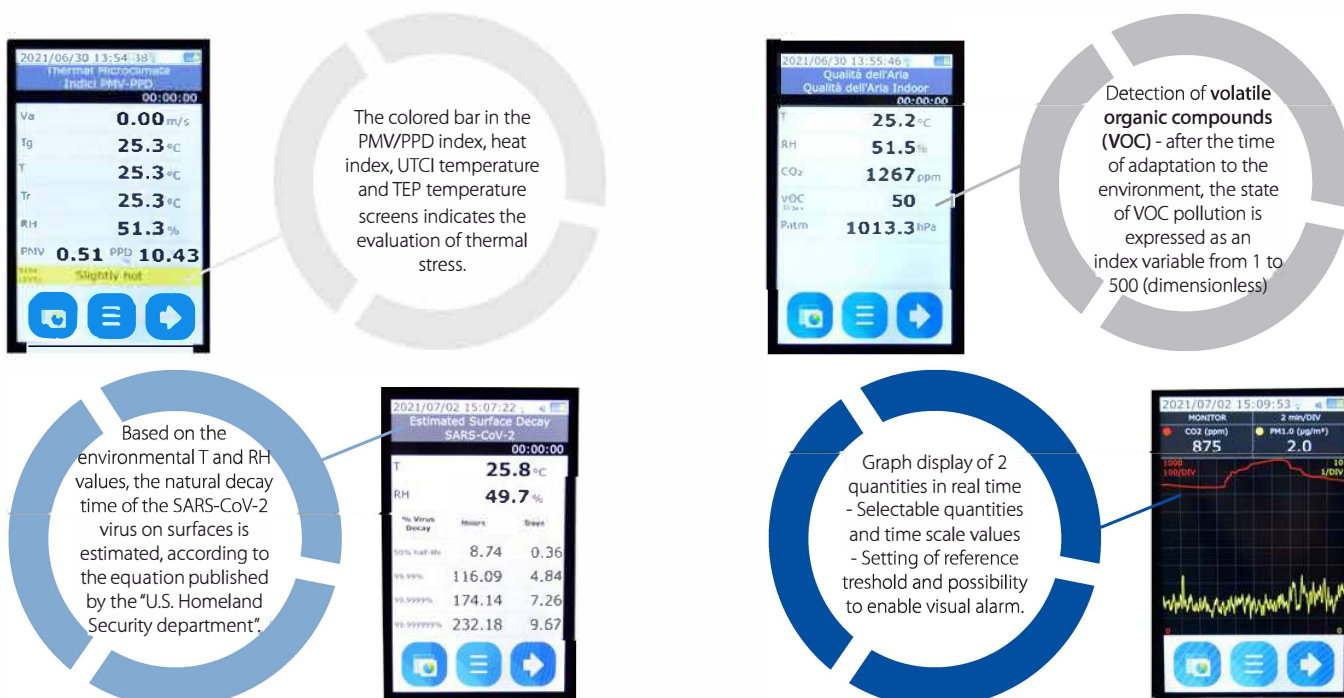 2021/06/30 13:54:38
Thermal Microclimate
Indici PMV-PPD
00:00:00
Va 0.00 m/s
Tg 25.3 °C
T 25.3 °C
Tr 25.3 °C
RH 51.3 %
PMV 0.51 PPD 10.43
%
Slightly hot
The colored bar in the
PMV/PPD index, heat
index, UTCI temperature
and TEP temperature
screens indicates the
evaluation of thermal
stress.
2021/06/30 13:55:46
Qualità dell'Aria
Qualità dell'Aria Indoor
00:00:00
T 25.2 °C
RH 51.5 %
CO₂ 1267 ppm
VOC 50
Index
Patm 1013.3 hPa
Detection of volatile
organic compounds
(VOC) - after the time
of adaptation to the
environment, the state
of VOC pollution is
expressed as an
index variable from 1 to
500 (dimensionless)
Based on the
environmental T and RH
values, the natural decay
time of the SARS-CoV-2
virus on surfaces is
estimated, according to
the equation published
by the "U.S. Homeland
Security department".
2021/07/02 15:07:22
Estimated Surface Decay
SARS-CoV-2
00:00:00
T 25.8 °C
RH 49.7 %
% Virus Hours Days
Decay
50% half-life 8.74 0.36
99.99% 116.09 4.84
99.9999% 174.14 7.26
99.999999% 232.18 9.67
Graph display of 2
quantities in real time
- Selectable quantities
and time scale values
- Setting of reference
treshold and possibility
to enable visual alarm.
2021/07/02 15:09:53
MONITOR 2 min/DIV
CO2 (ppm) PM1.0 (µg/m³)
875 2.0
1000 10
100/DIV 1/DIV
0 0